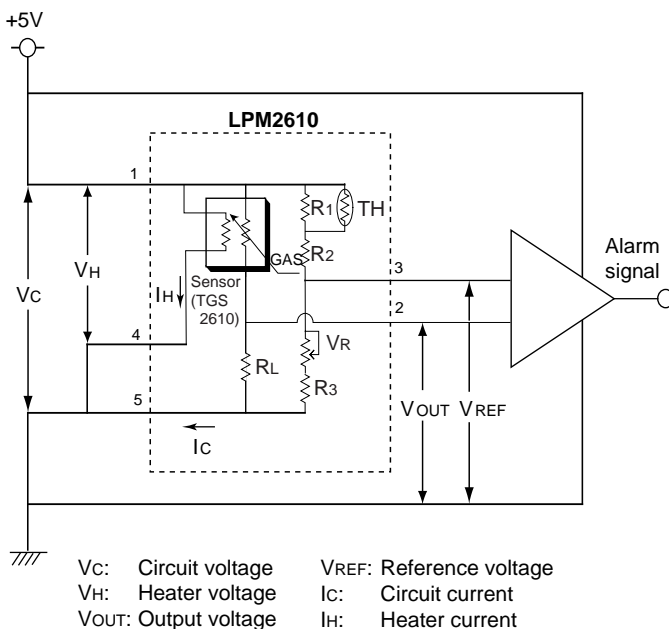 +5V
LPM2610
1
R1
TH
R2
GAS
3
Alarm
signal
VH
VC
IH
Sensor
(TGS
2610)
2
4
VR
RL
R3
5
VOUT
VREF
IC
VC: Circuit voltage
VREF: Reference voltage
VH: Heater voltage
IC: Circuit current
VOUT: Output voltage
IH: Heater current